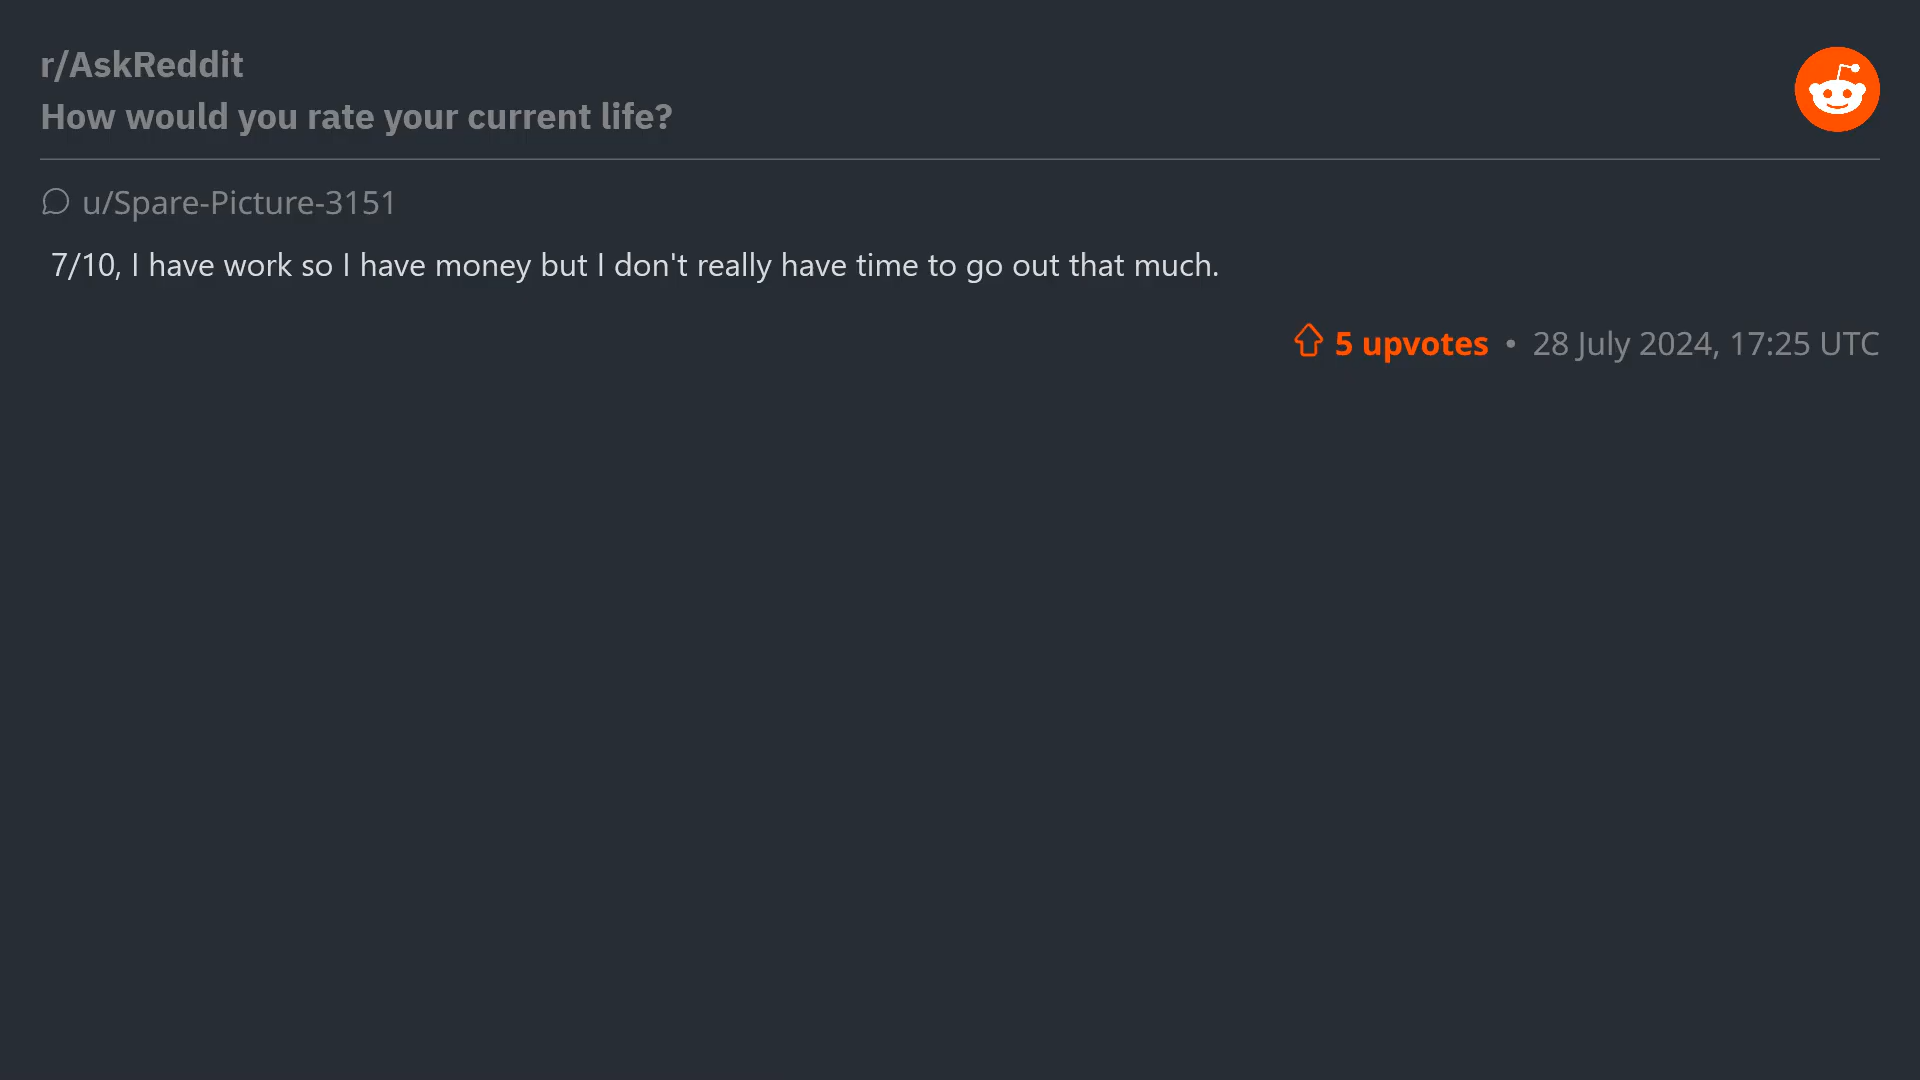 r/AskReddit
How would you rate your current life?
u/Spare-Picture-3151
7/10, I have work so I have money but I don't really have time to go out that much.
5 upvotes • 28 July 2024, 17:25 UTC